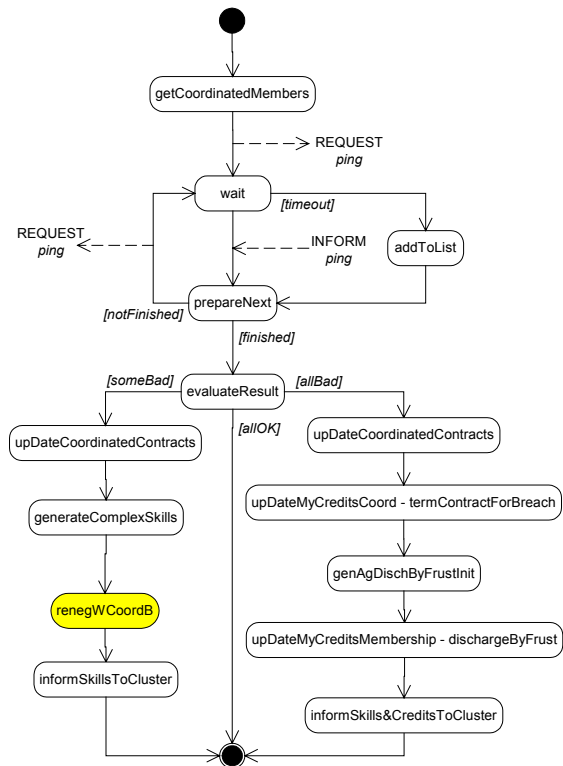 getCoordinatedMembers
REQUEST
ping
wait
[timeout]
REQUEST
ping
INFORM
ping
addToList
prepareNext
[notFinished]
[finished]
[someBad]
evaluateResult
[allBad]
[allOK]
upDateCoordinatedContracts
upDateCoordinatedContracts
generateComplexSkills
upDateMyCreditsCoord - termContractForBreach
genAgDischByFrustInit
renegWCoordB
upDateMyCreditsMembership - dischargeByFrust
informSkillsToCluster
informSkills&CreditsToCluster